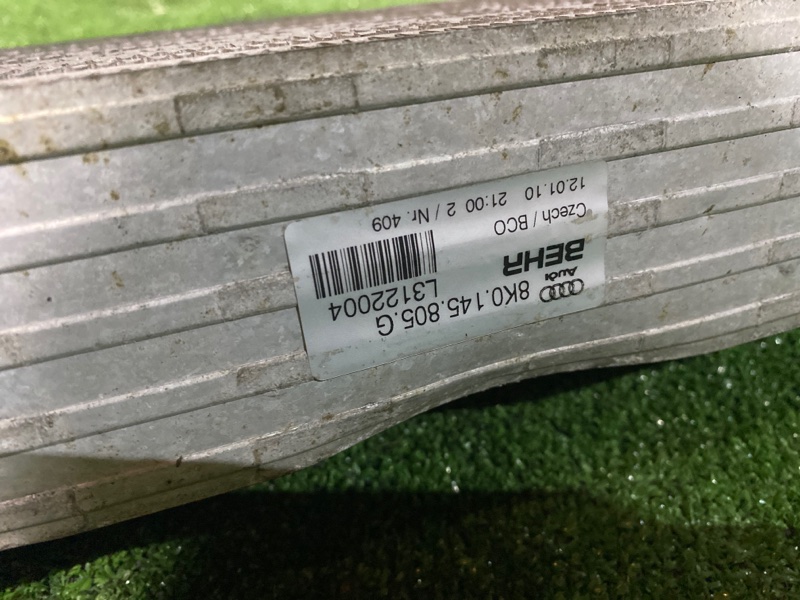 8K0.145.805.G
Audi
L3122004
BEHR
Czech / BCO
12.01.10 21:00 2 / Nr. 409